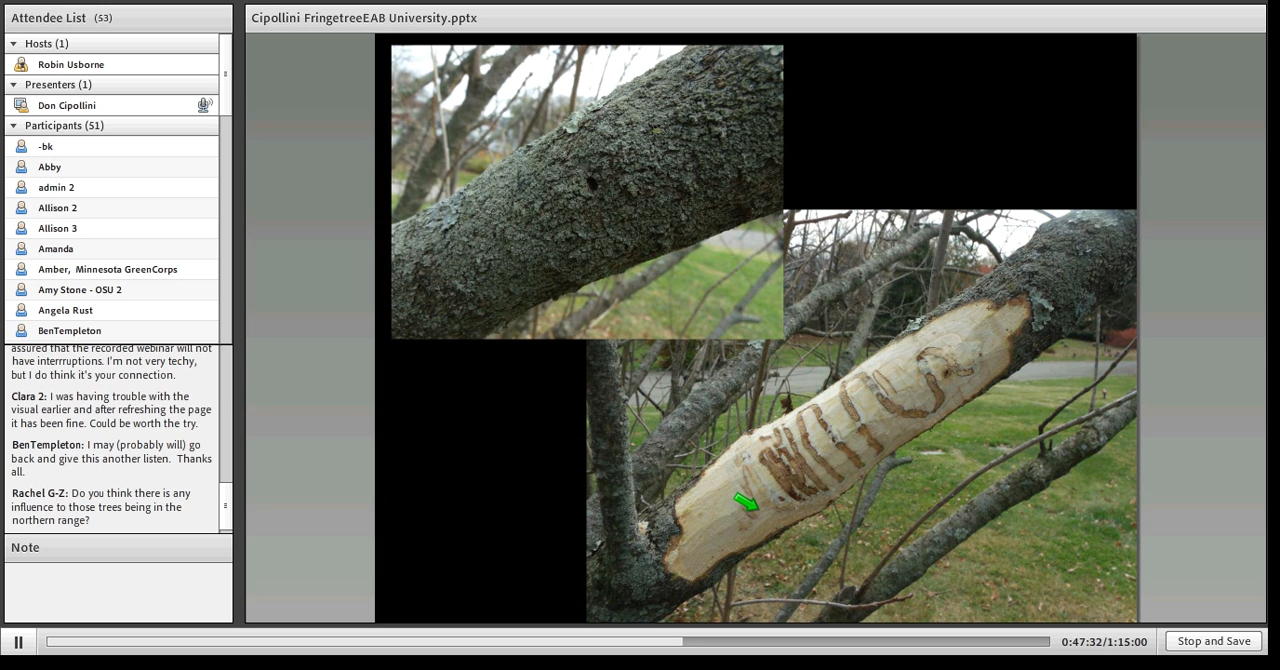 Attendee List (53)
Hosts (1)
Robin Usborne
Presenters (1)
Don Cipollini
Participants (51)
-bk
Abby
admin 2
Allison 2
Allison 3
Amanda
Amber, Minnesota GreenCorps
Amy Stone - OSU 2
Angela Rust
BenTempleton
assured that the recorded webinar will not
have interrruptions. I'm not very techy,
but I do think it's your connection.
Clara 2: I was having trouble with the
visual earlier and after refreshing the page
it has been fine. Could be worth the try.
BenTempleton: I may (probably will) go
back and give this another listen. Thanks
all.
Rachel G-Z: Do you think there is any
influence to those trees being in the
northern range?
Note
Cipollini FringetreeEAB University.pptx
0:47:32/1:15:00
Stop and Save